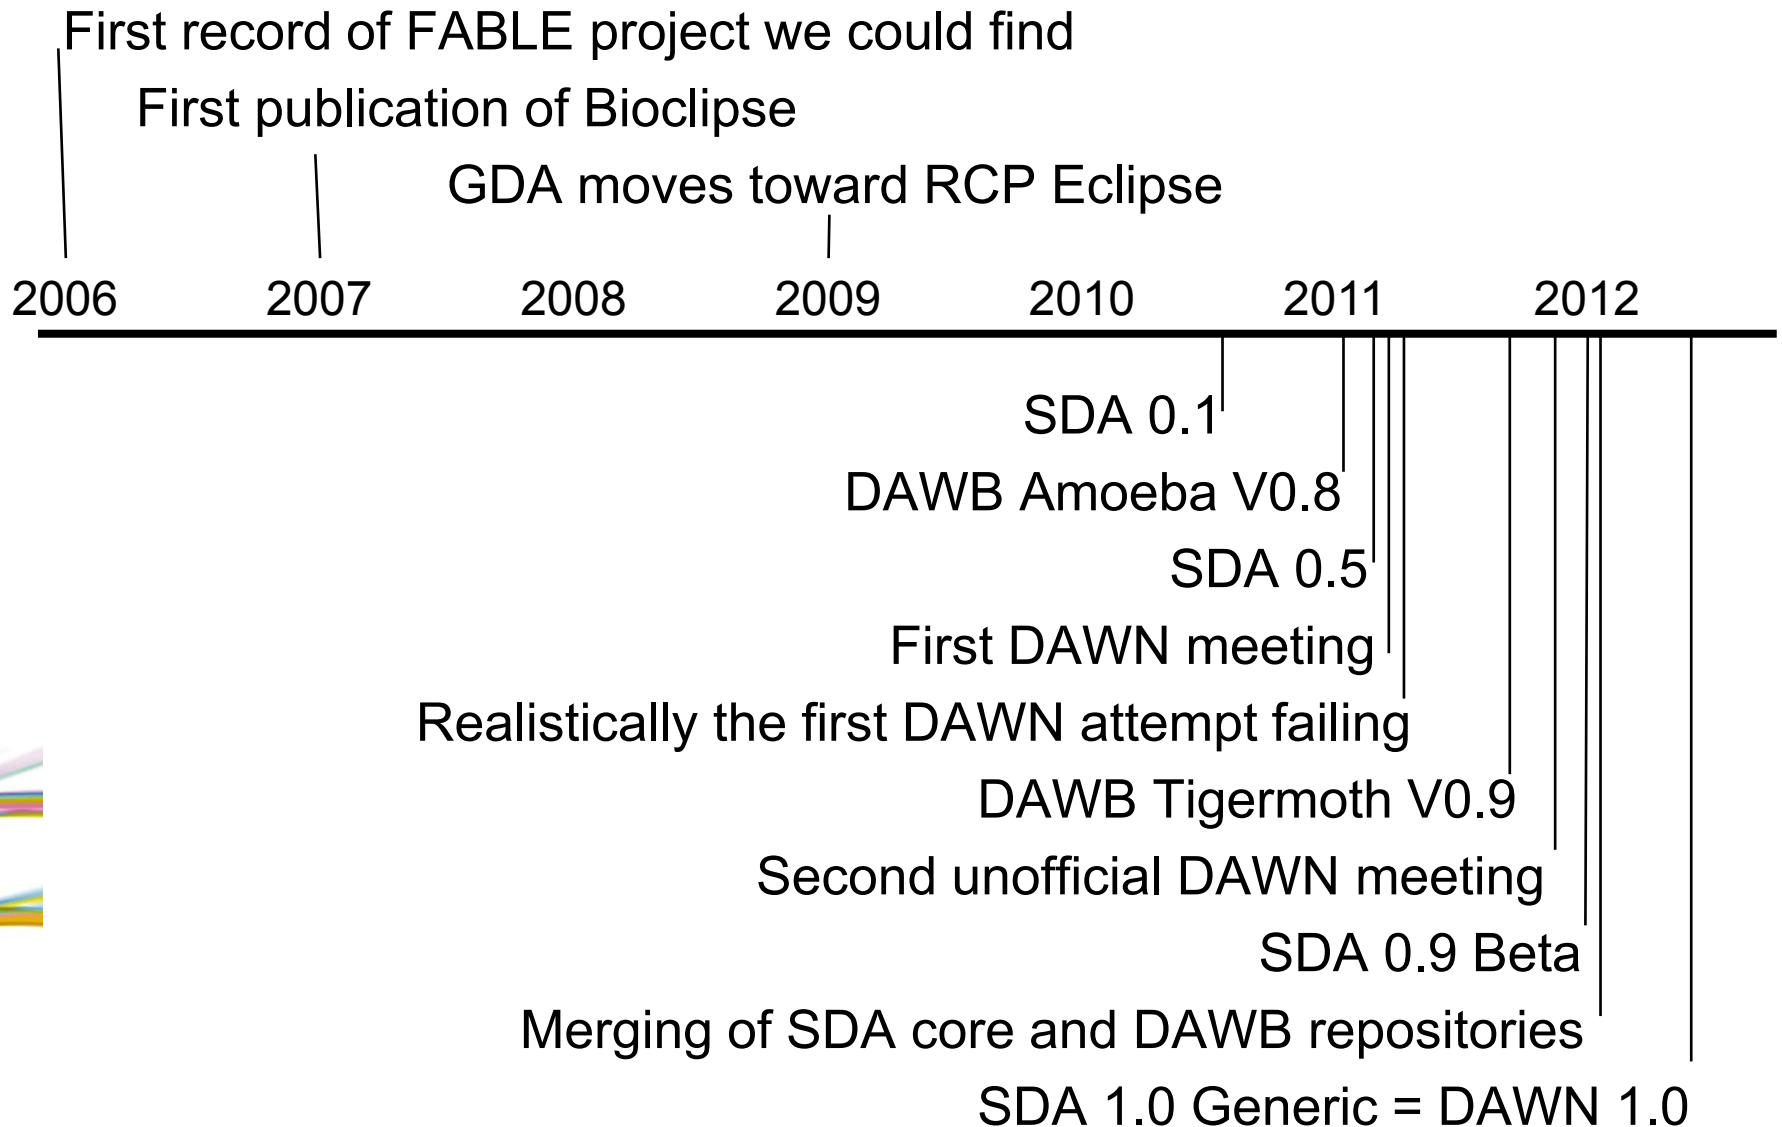 First record of FABLE project we could find
First publication of Bioclipse
GDA moves toward RCP Eclipse
2006 2007 2008 2009 2010 2011 2012
SDA 0.1
DAWB Amoeba V0.8
SDA 0.5
First DAWN meeting
Realistically the first DAWN attempt failing
DAWB Tigermoth V0.9
Second unofficial DAWN meeting
SDA 0.9 Beta
Merging of SDA core and DAWB repositories
SDA 1.0 Generic = DAWN 1.0